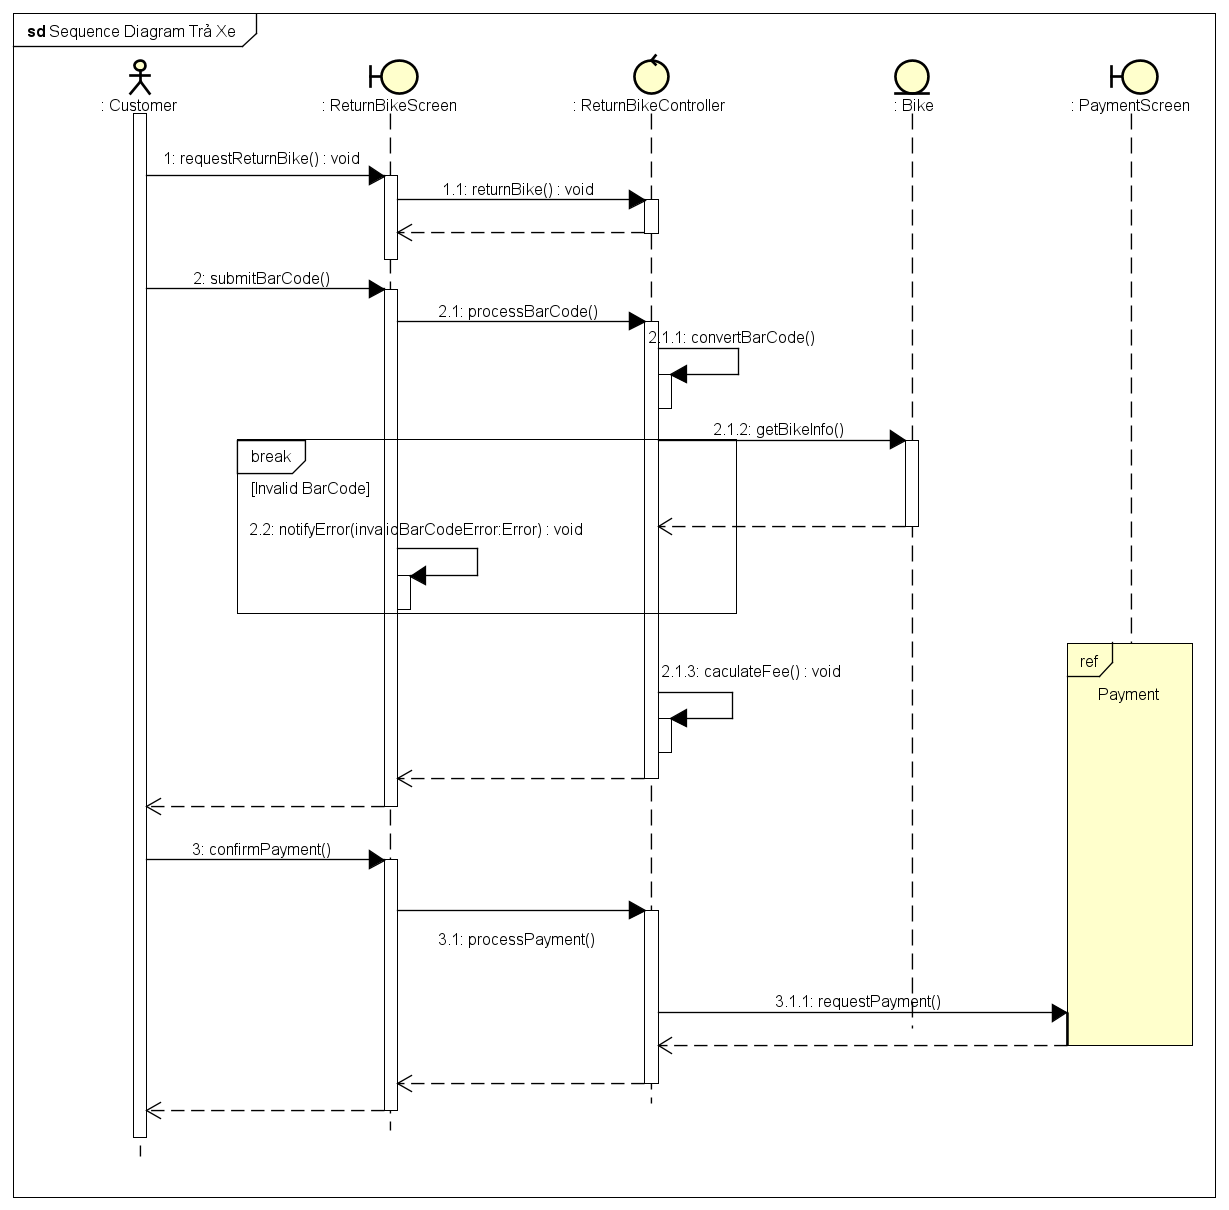 sd Sequence Diagram Trả Xe
: Customer
: ReturnBikeScreen
: ReturnBikeController
: Bike
: PaymentScreen
1: requestReturnBike() : void
1.1: returnBike() : void
2: submitBarCode()
2.1: processBarCode()
2.1.1: convertBarCode()
2.1.2: getBikeInfo()
break
[Invalid BarCode]
2.2: notifyError(invalidBarCodeError:Error) : void
ref
Payment
2.1.3: caculateFee() : void
3: confirmPayment()
3.1: processPayment()
3.1.1: requestPayment()